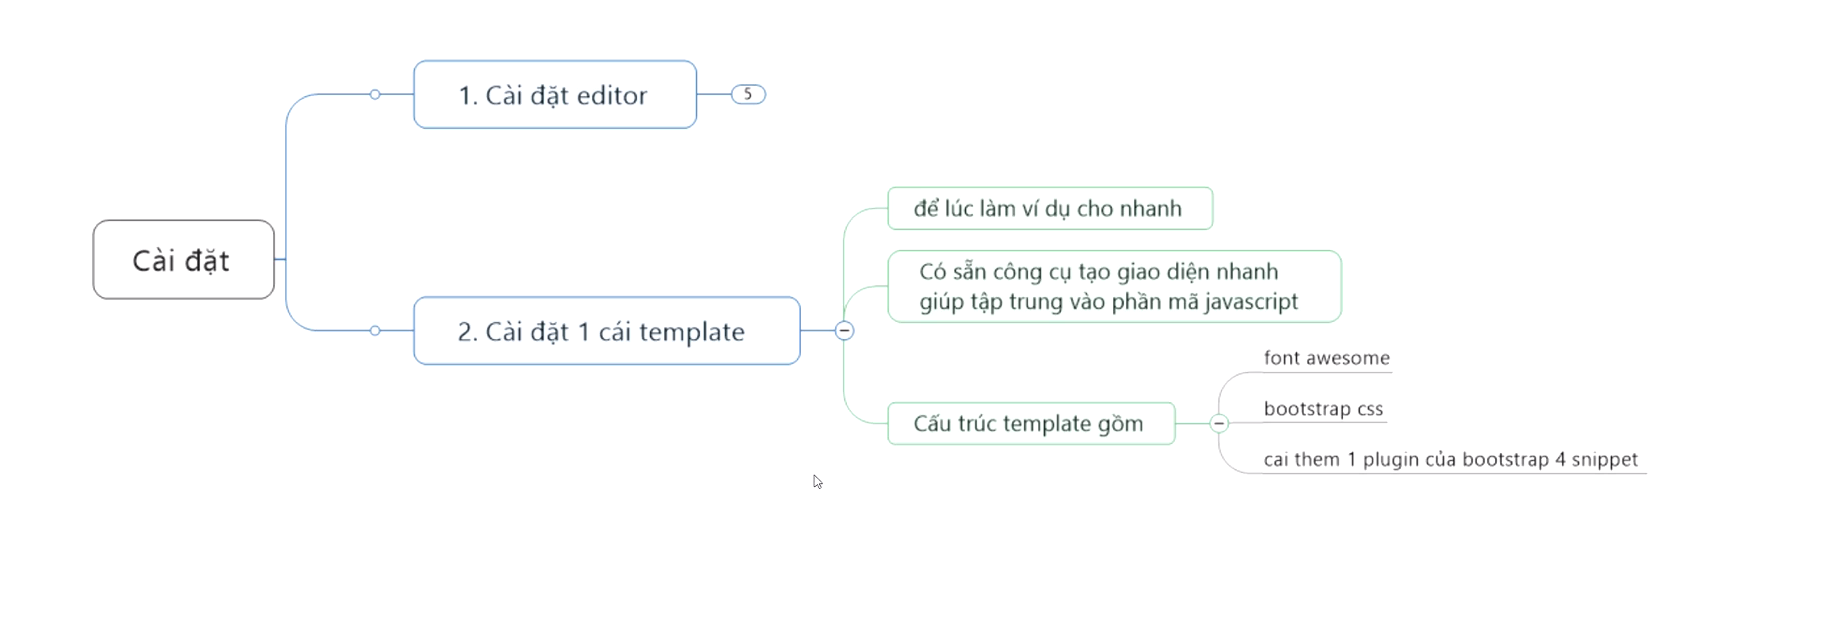 Cài đặt
1. Cài đặt editor
5
2. Cài đặt 1 cái template
để lúc làm ví dụ cho nhanh
Có sẵn công cụ tạo giao diện nhanh
giúp tập trung vào phần mã javascript
Cấu trúc template gồm
font awesome
bootstrap css
cai them 1 plugin của bootstrap 4 snippet